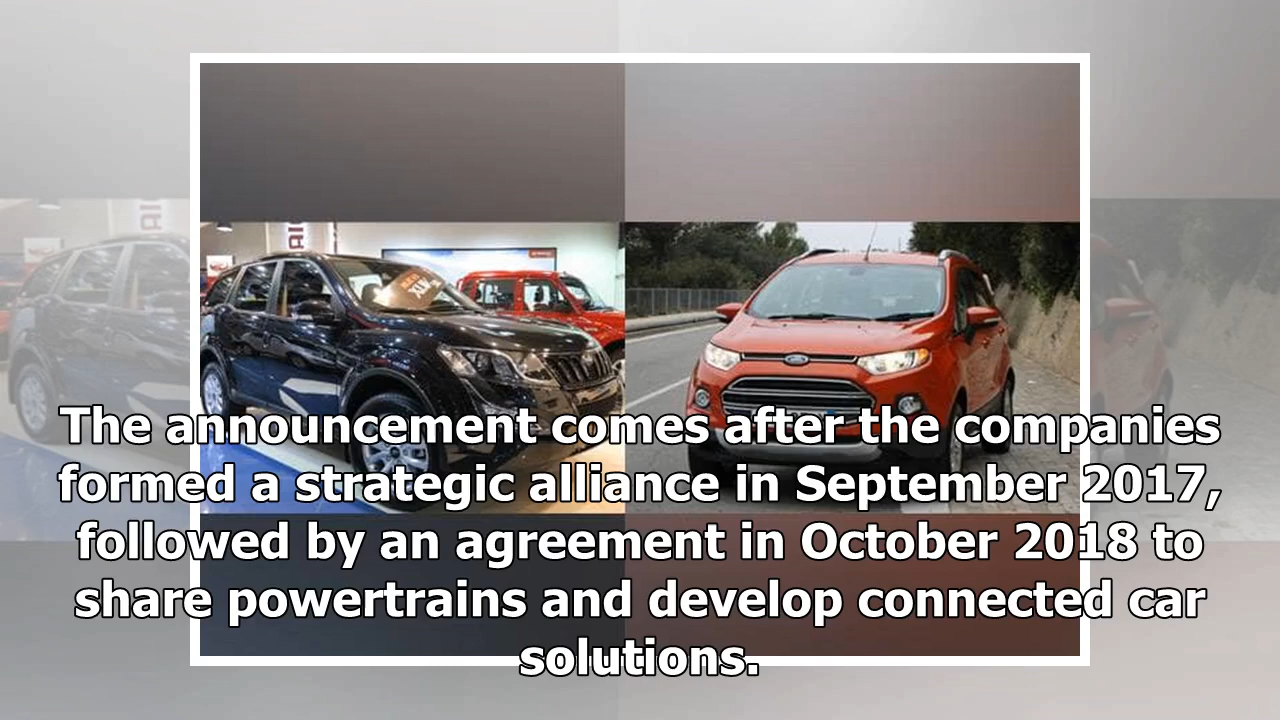 The announcement comes after the companies
formed a strategic alliance in September 2017,
followed by an agreement in October 2018 to
share powertrains and develop connected car
solutions.
Ford